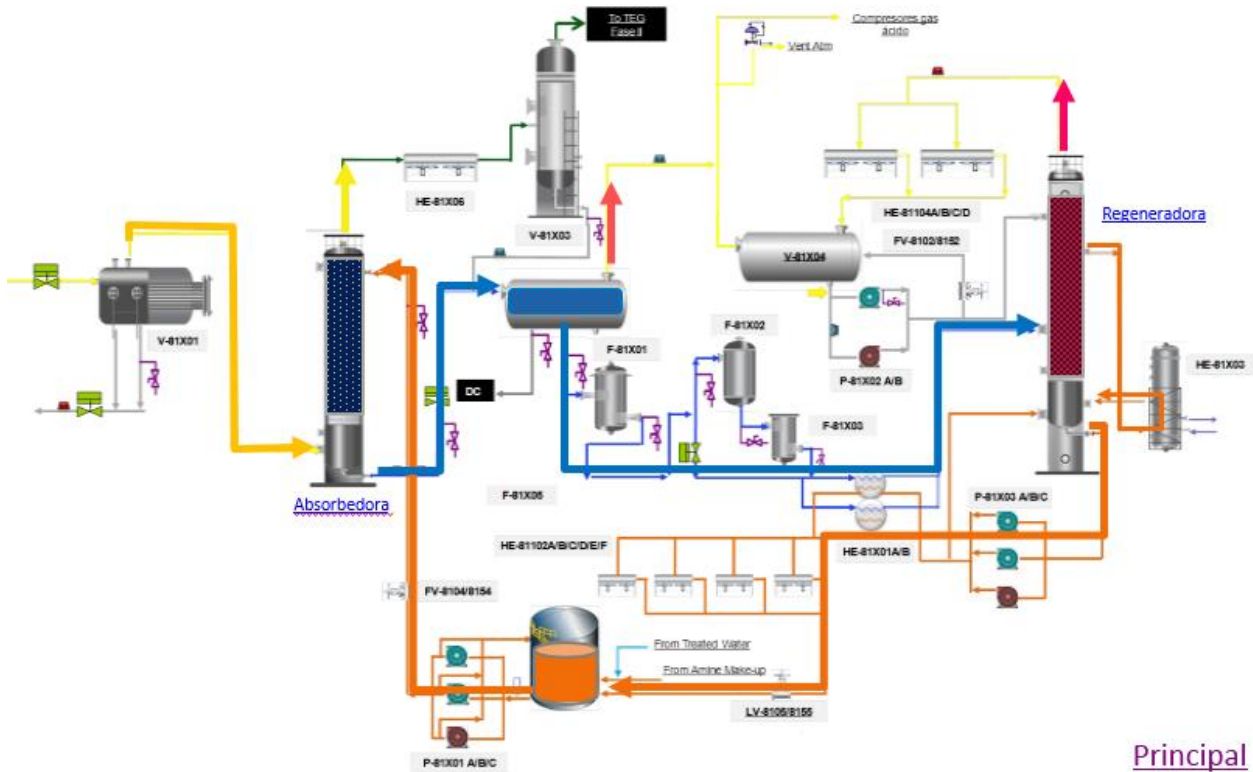 To TEG
Fase II
Compresores gas
ácido
Vent Atm
HE-81X06
V-81X03
HE-81104A/B/C/D
FV-8102/8152
Regeneradora
V-81X04
V-81X01
F-81X01
F-81X02
HE-81X03
DC
P-81X02 A/B
F-81X03
Absorbedora
F-81X05
P-81X03 A/B/C
HE-81102A/B/C/D/E/F
HE-81X01A/B
FV-8104/8154
From Treated Water
From Amine Make-up
LV-8105/8155
P-81X01 A/B/C
Principal